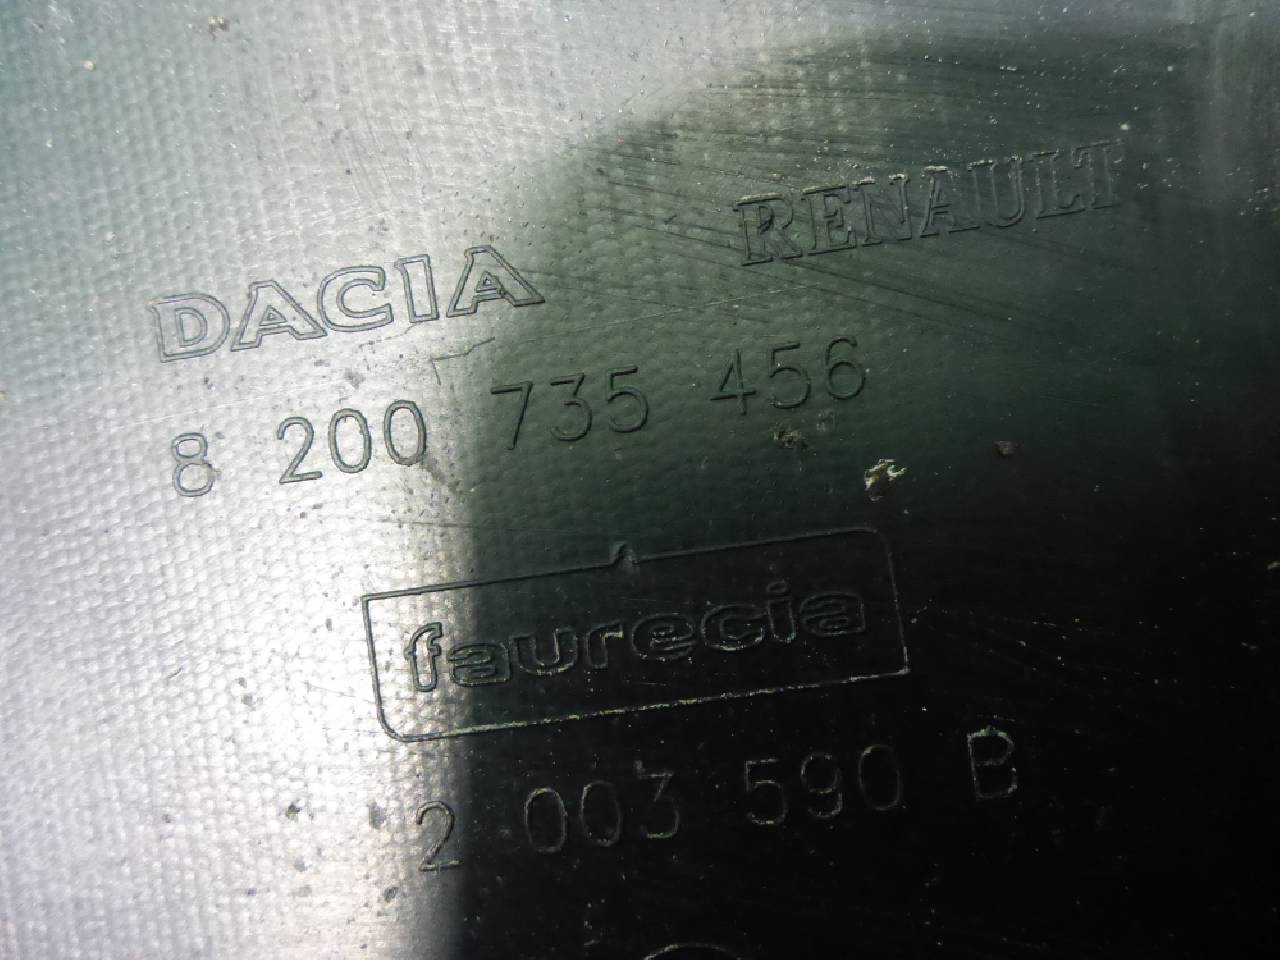 DACIA RENAULT
8 200 735 456
faurecia
2 003 590 B